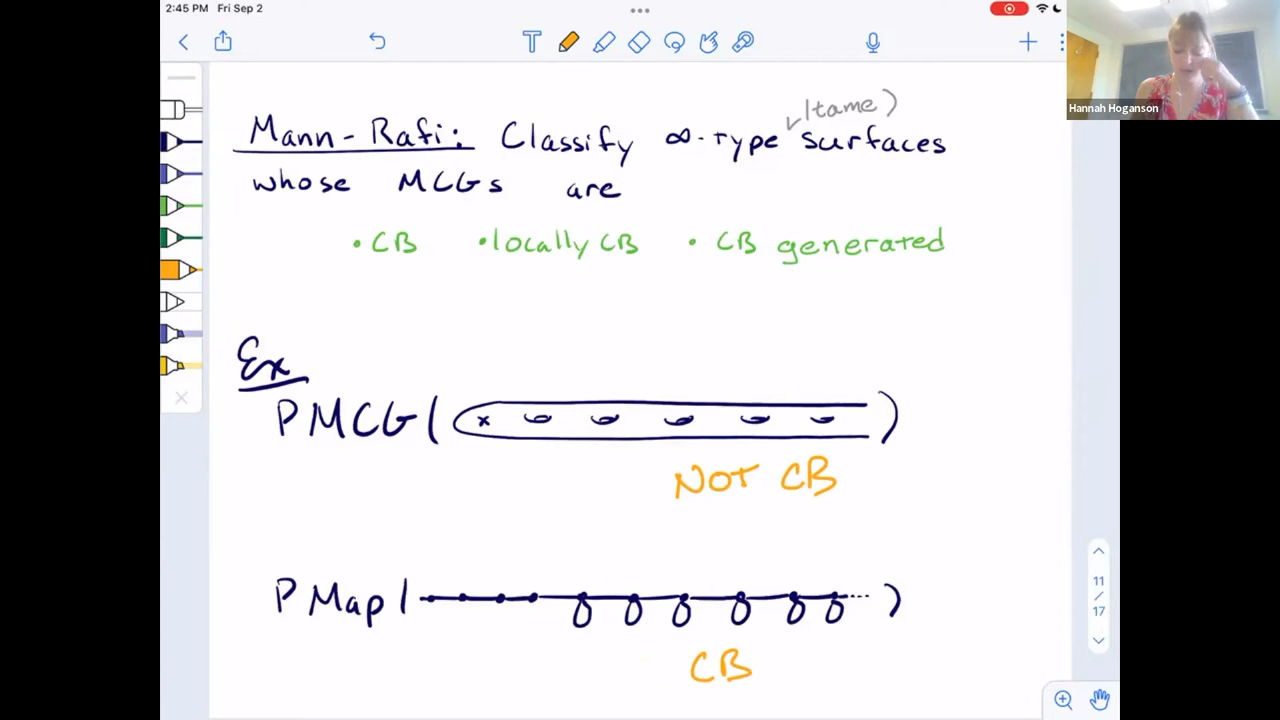 2:45 PM Fri Sep 2
Hannah Hoganson
(tame)
Mann-Rafi: Classify ∞-type surfaces
whose MCGs are
• CB • locally CB • CB generated
Ex
PMCG( x )
NOT CB
PMap( )
CB
11
/
17